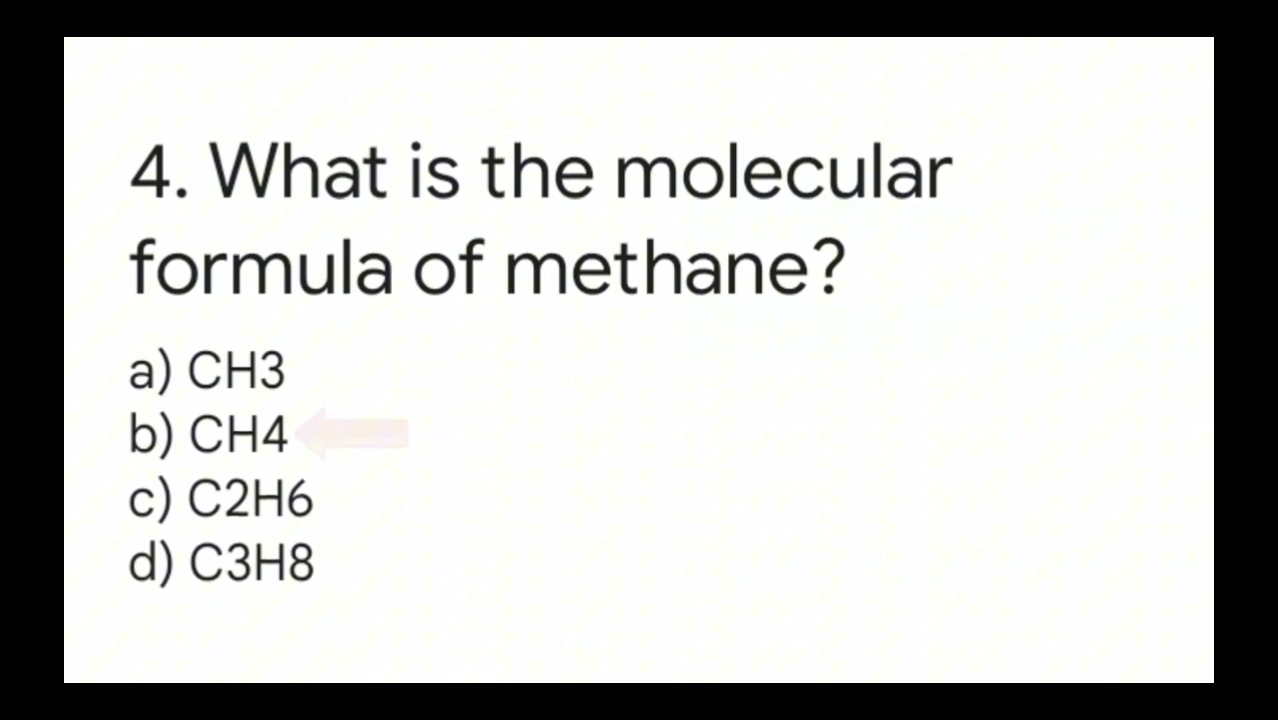 4. What is the molecular
formula of methane?
a) CH3
b) CH4
c) C2H6
d) C3H8